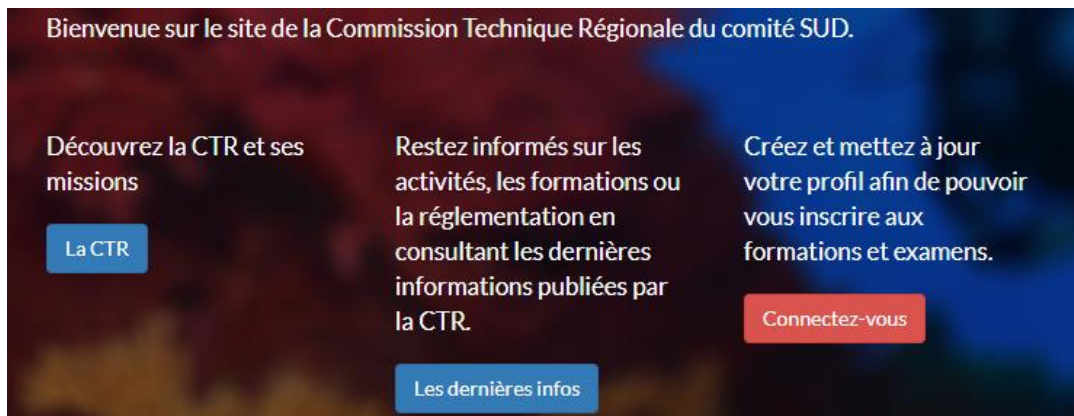 Bienvenue sur le site de la Commission Technique Régionale du comité SUD.
Découvrez la CTR et ses
missions
La CTR
Restez informés sur les
activités, les formations ou
la réglementation en
consultant les dernières
informations publiées par
la CTR.
Les dernières infos
Créez et mettez à jour
votre profil afin de pouvoir
vous inscrire aux
formations et examens.
Connectez-vous